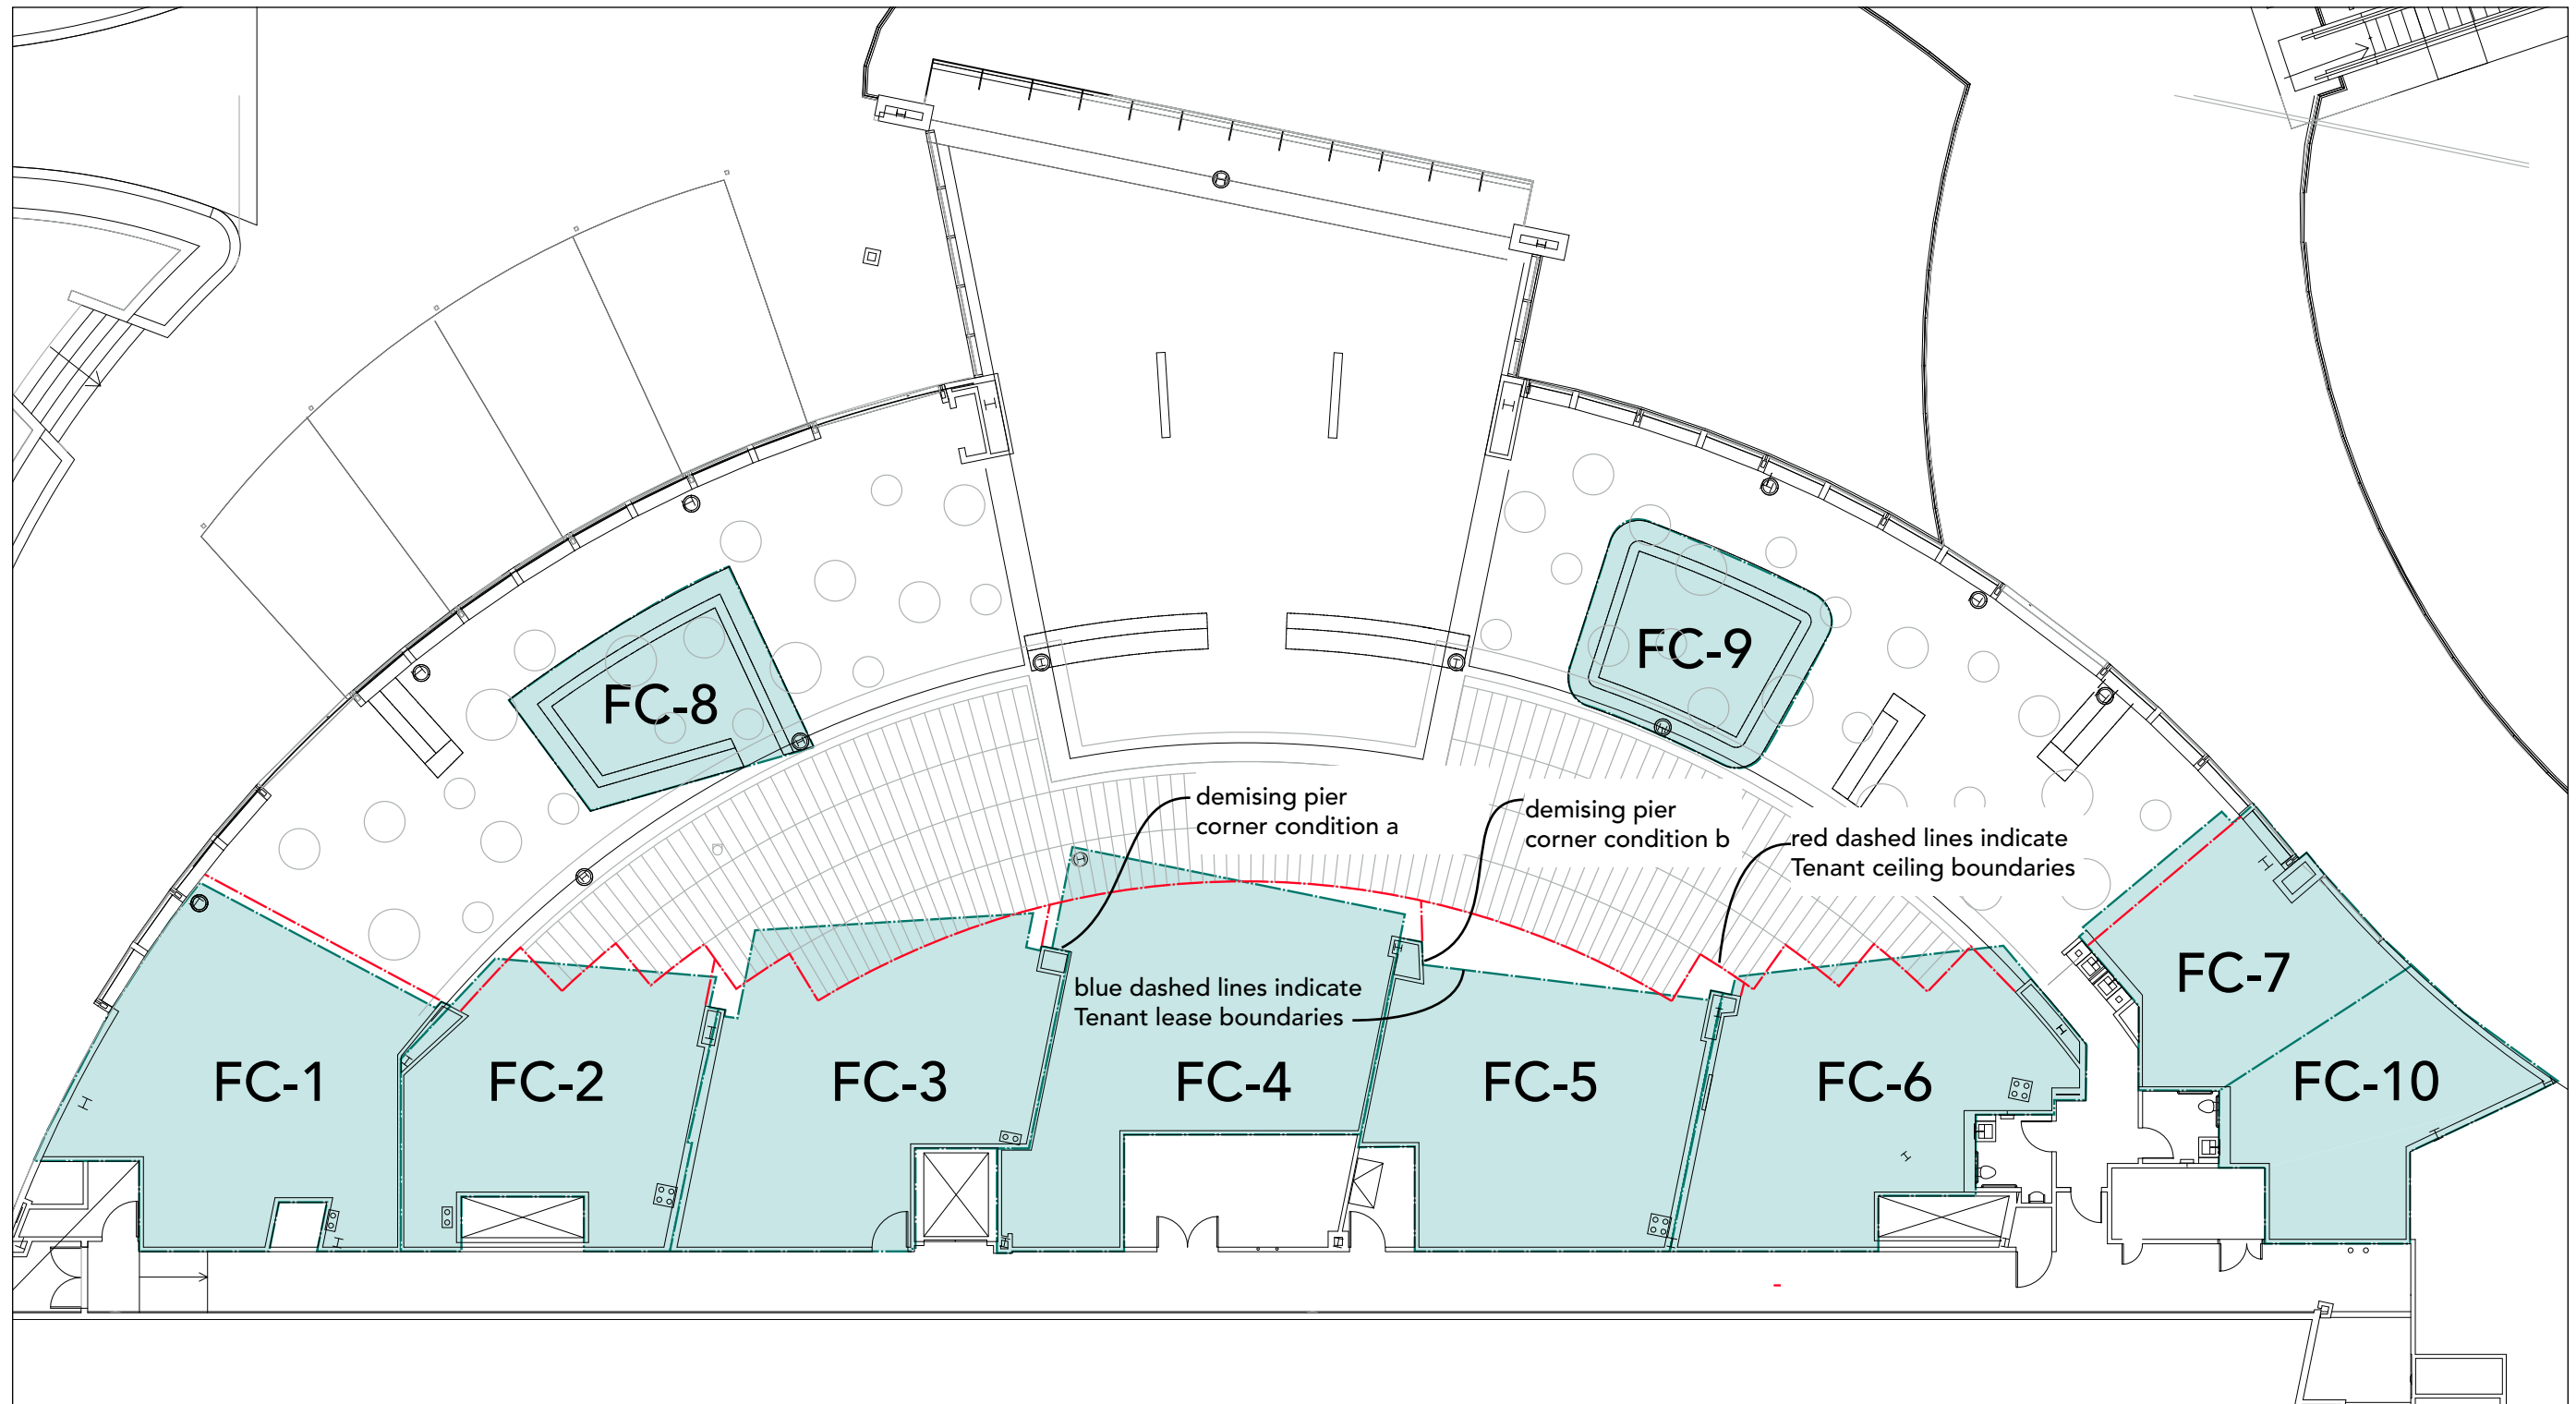 FC-9
FC-8
demising pier
corner condition a
demising pier
corner condition b
red dashed lines indicate
Tenant ceiling boundaries
FC-7
blue dashed lines indicate
Tenant lease boundaries
FC-1
FC-2
FC-3
FC-4
FC-5
FC-6
FC-10